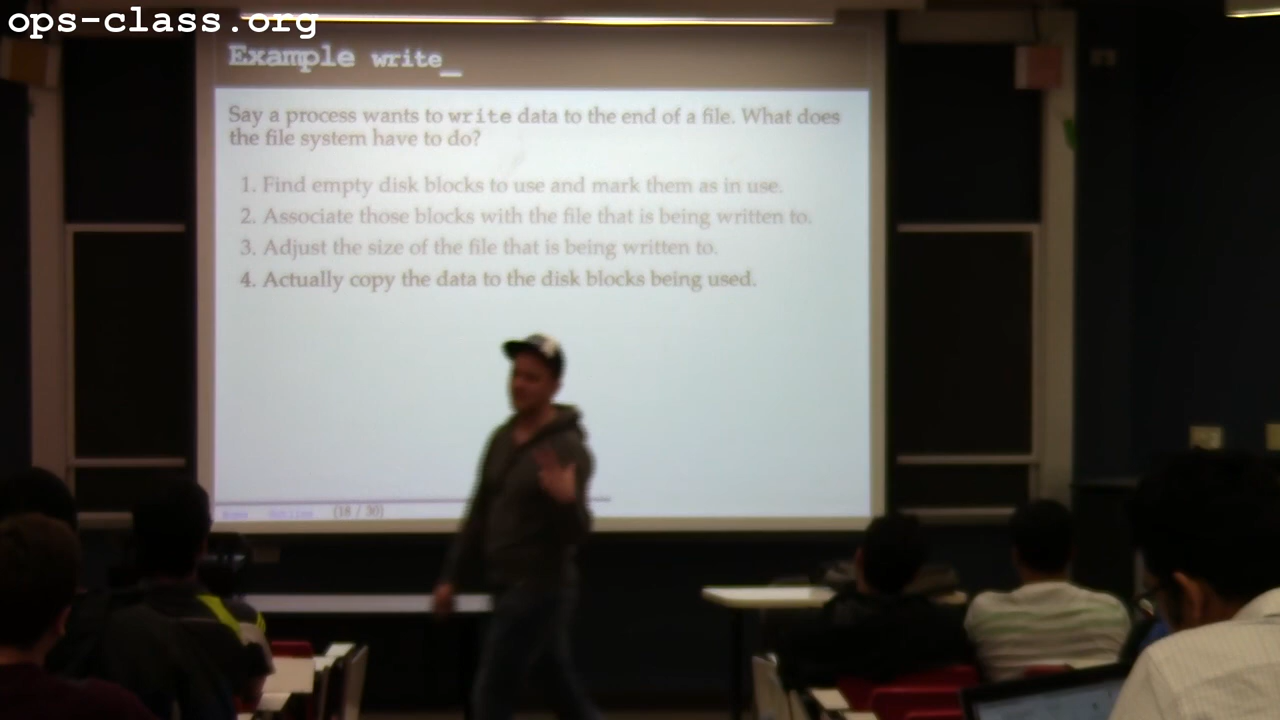 ops-class.org
Example write_
Say a process wants to write data to the end of a file. What does
the file system have to do?
1. Find empty disk blocks to use and mark them as in use.
2. Associate those blocks with the file that is being written to.
3. Adjust the size of the file that is being written to.
4. Actually copy the data to the disk blocks being used.
Home Outline (18 / 30)